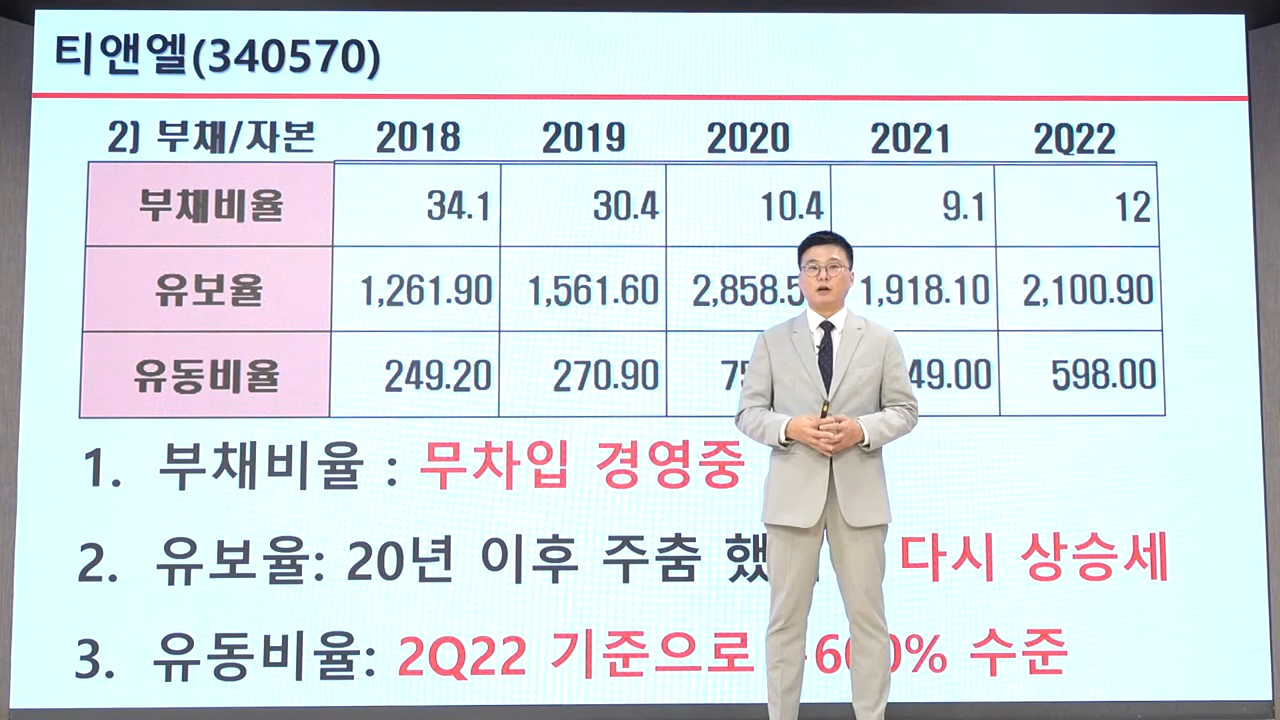 티앤엘(340570)
2) 부채/자본 2018 2019 2020 2021 2Q22
부채비율 34.1 30.4 10.4 9.1 12
유보율 1,261.90 1,561.60 1,918.10 2,100.90
유동비율 249.20 270.90 598.00
1. 부채비율 : 무차입 경영중
2. 유보율: 20년 이후 주춤 다시 상승세
3. 유동비율: 2Q22 기준으로 수준